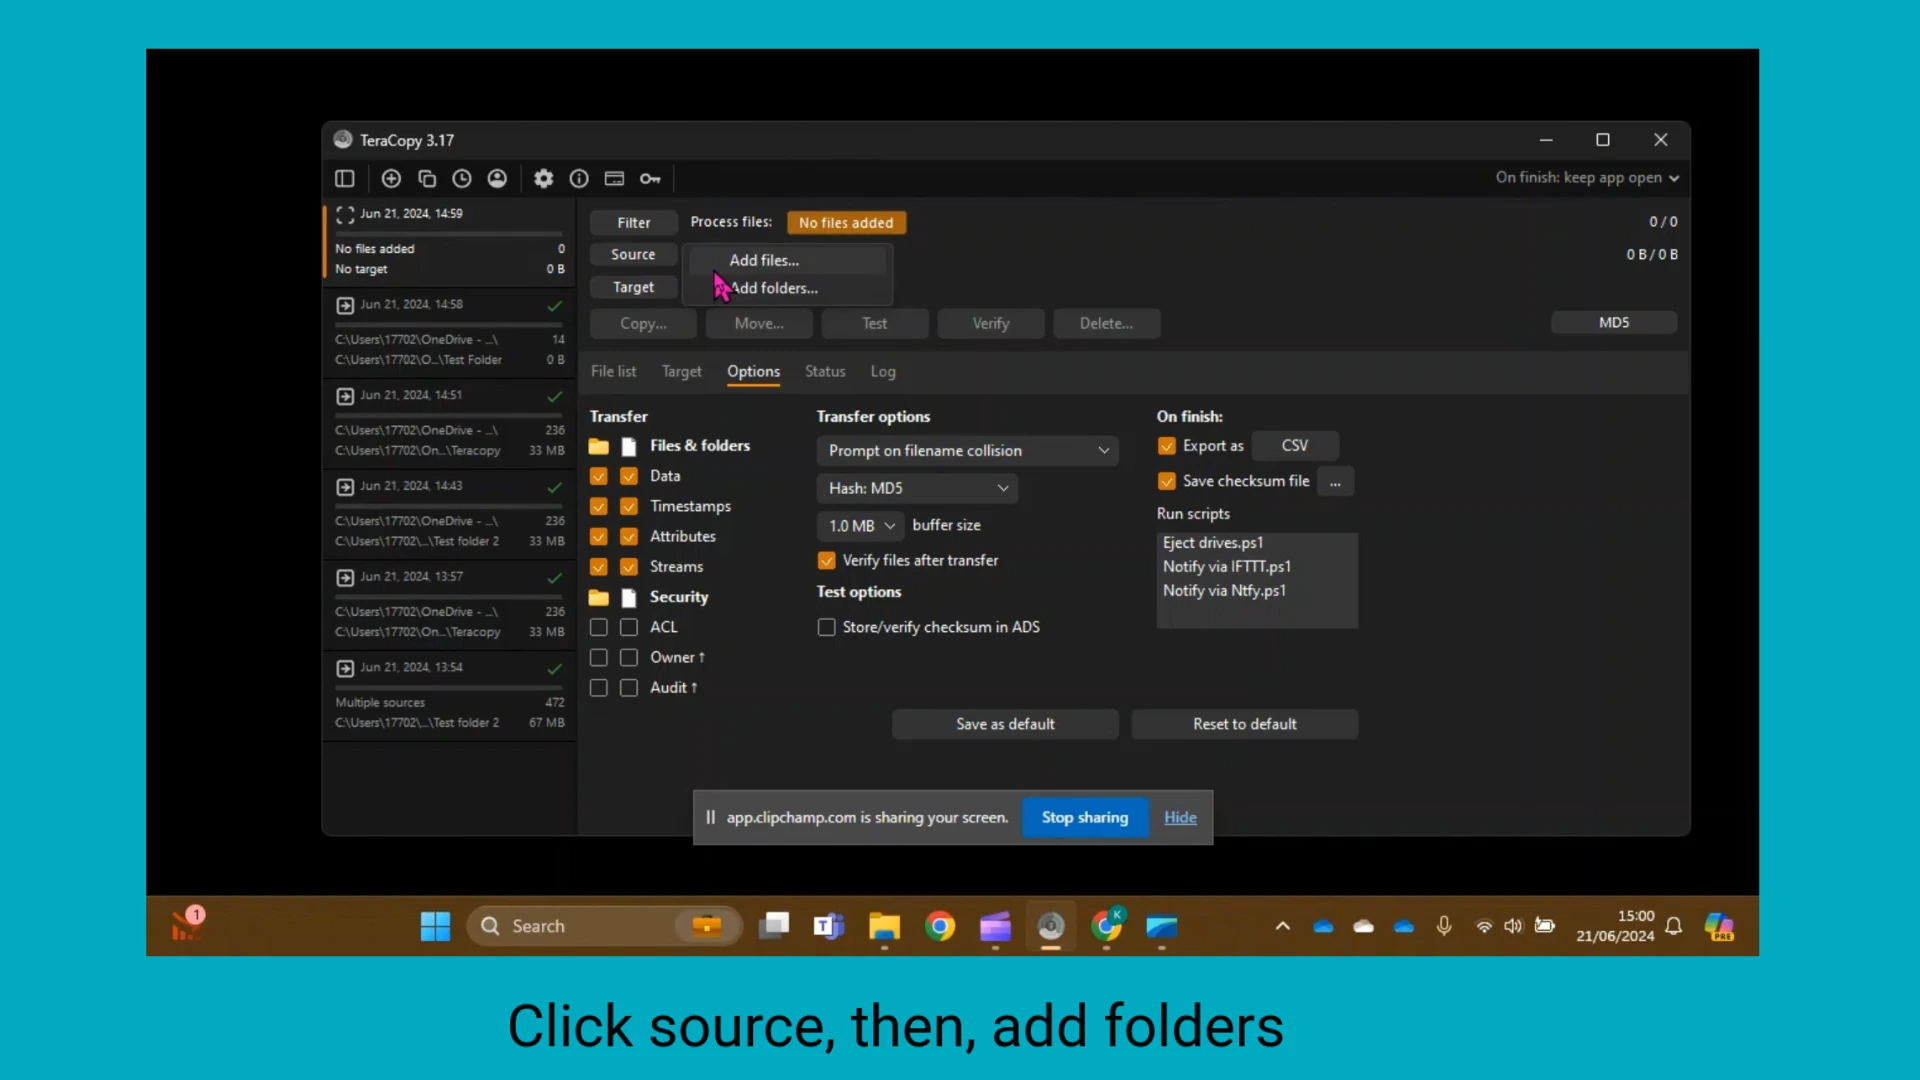 TeraCopy 3.17
On finish: keep app open
Jun 21, 2024, 14:59
No files added 0
No target 0 B
Jun 21, 2024, 14:58
C:\Users\17702\OneDrive - ...\ 14
C:\Users\17702\O...\Test Folder 0 B
Jun 21, 2024, 14:51
C:\Users\17702\OneDrive - ...\ 236
C:\Users\17702\On...\Teracopy 33 MB
Jun 21, 2024, 14:43
C:\Users\17702\OneDrive - ...\ 236
C:\Users\17702\...\Test folder 2 33 MB
Jun 21, 2024, 13:57
C:\Users\17702\OneDrive - ...\ 236
C:\Users\17702\On...\Teracopy 33 MB
Jun 21, 2024, 13:54
Multiple sources 472
C:\Users\17702\...\Test folder 2 67 MB
Filter Process files: No files added 0 / 0
Source Add files... 0 B / 0 B
Target Add folders...
Copy... Move... Test Verify Delete... MD5
File list Target Options Status Log
Transfer
Files & folders
Data
Timestamps
Attributes
Streams
Security
ACL
Owner ↑
Audit ↑
Transfer options
Prompt on filename collision
Hash: MD5
1.0 MB buffer size
Verify files after transfer
Test options
Store/verify checksum in ADS
On finish:
Export as CSV
Save checksum file ...
Run scripts
Eject drives.ps1
Notify via IFTTT.ps1
Notify via Ntfy.ps1
Save as default Reset to default
app.clipchamp.com is sharing your screen. Stop sharing Hide
1
Search
T
K
15:00
21/06/2024
PRE
Click source, then, add folders